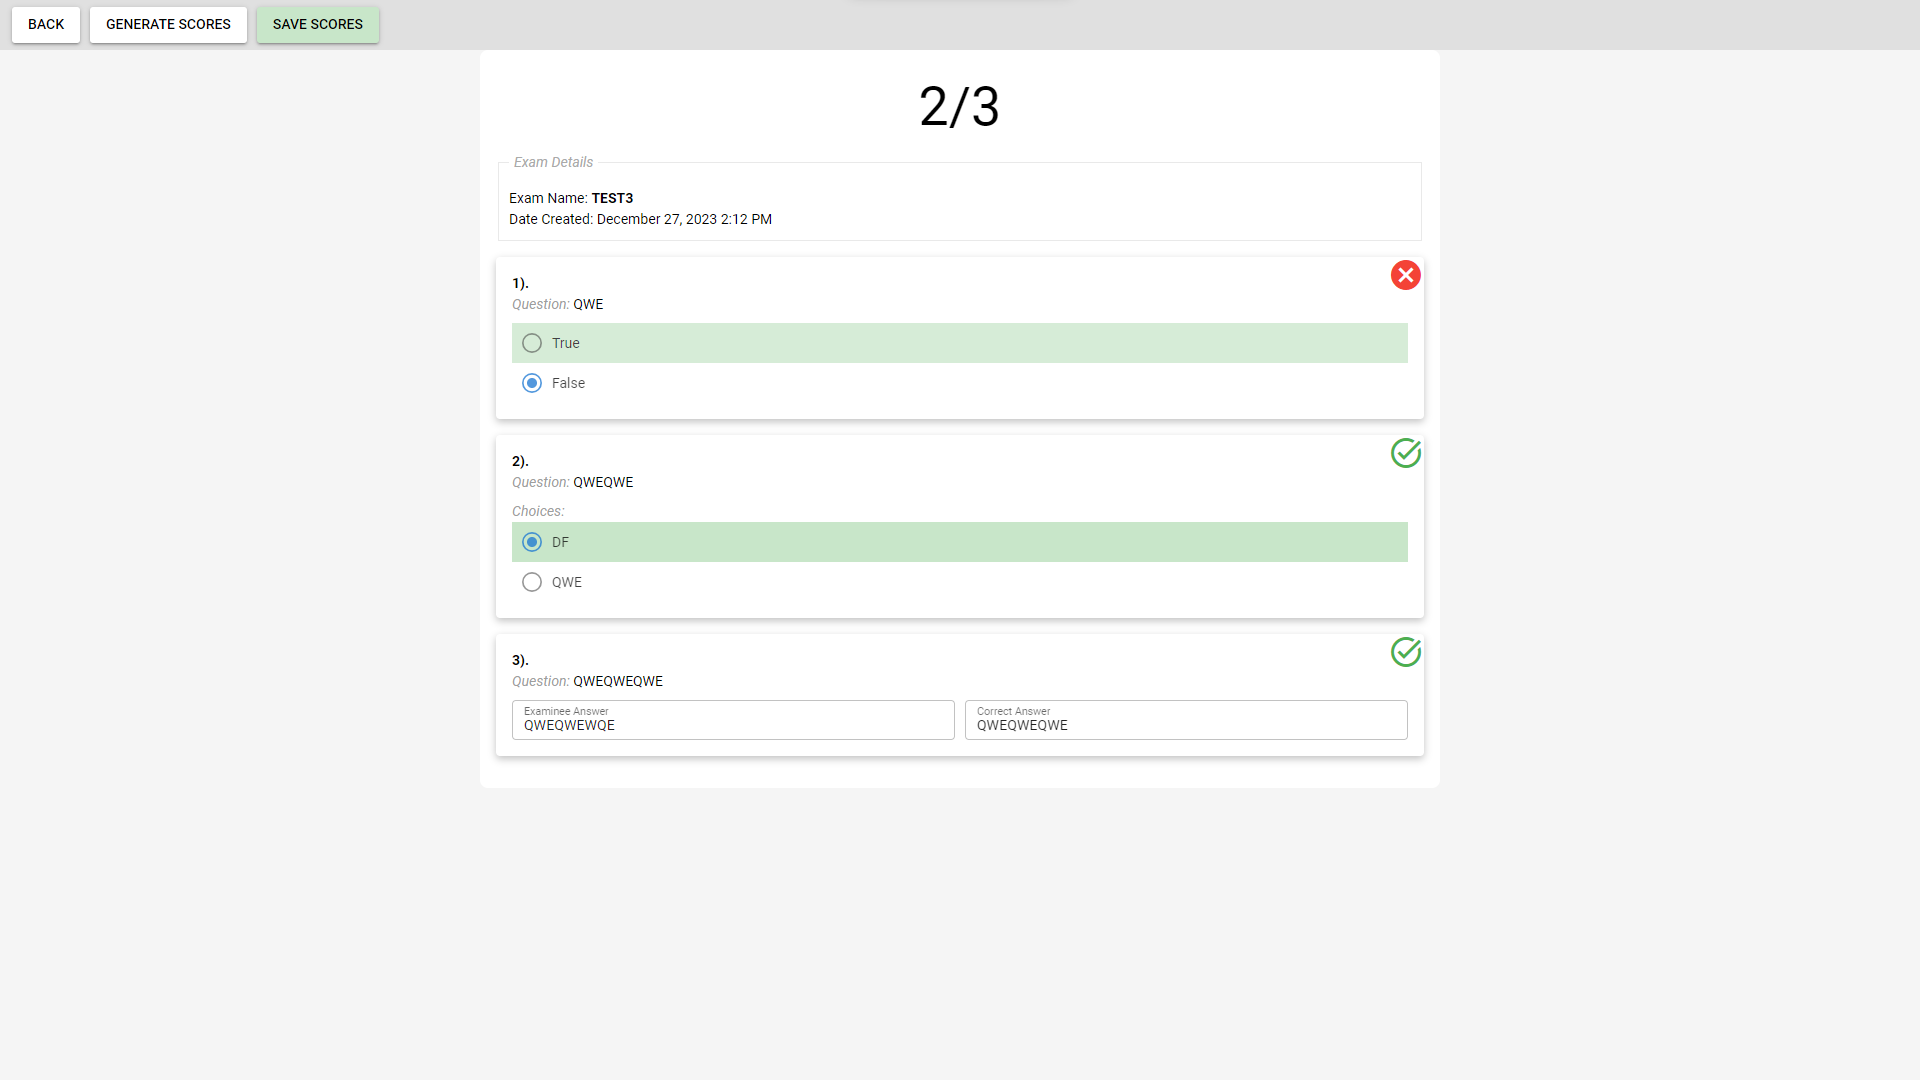 BACK
GENERATE SCORES
SAVE SCORES
2/3
Exam Details
Exam Name: TEST3
Date Created: December 27, 2023 2:12 PM
1).
Question: QWE
True
False
2).
Question: QWEQWE
Choices:
DF
QWE
3).
Question: QWEQWEQWE
Examinee Answer
QWEQWEWQE
Correct Answer
QWEQWEQWE